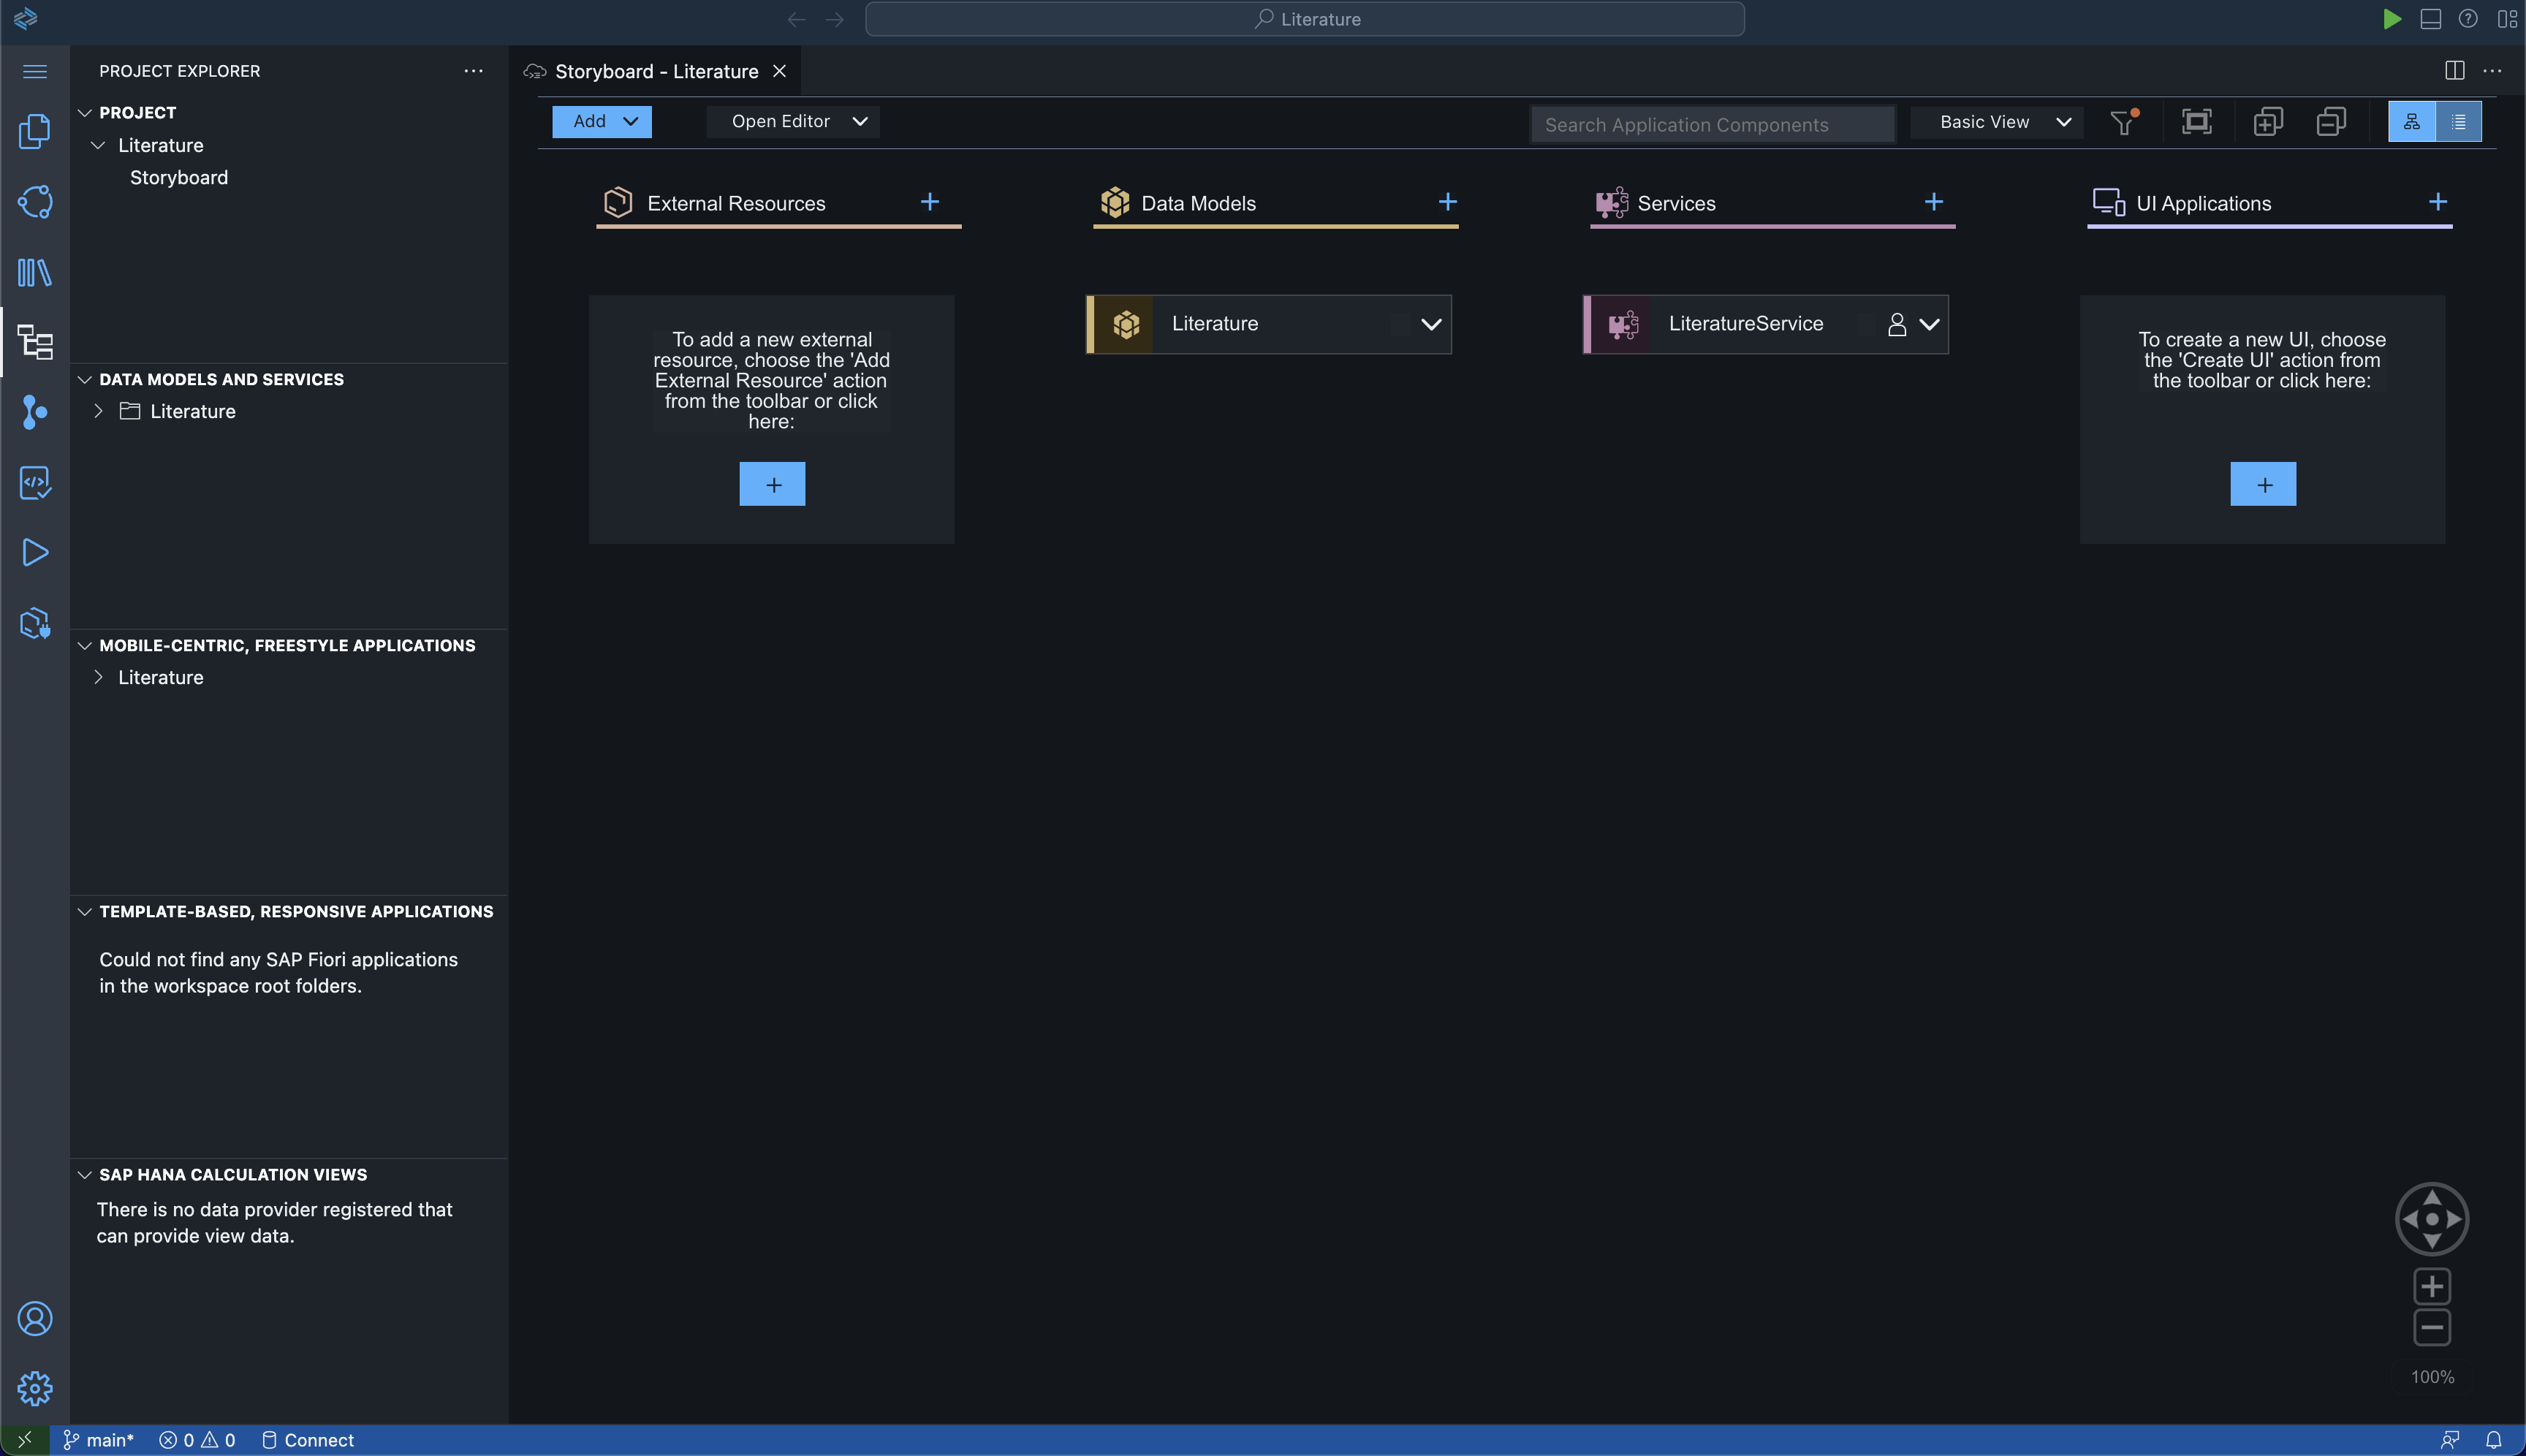 Literature
PROJECT EXPLORER
PROJECT
Literature
Storyboard
DATA MODELS AND SERVICES
Literature
MOBILE-CENTRIC, FREESTYLE APPLICATIONS
Literature
TEMPLATE-BASED, RESPONSIVE APPLICATIONS
Could not find any SAP Fiori applications
in the workspace root folders.
SAP HANA CALCULATION VIEWS
There is no data provider registered that
can provide view data.
Storyboard - Literature
Add
Open Editor
Search Application Components
Basic View
External Resources
Data Models
Services
UI Applications
To add a new external
resource, choose the 'Add
External Resource' action
from the toolbar or click
here:
Literature
LiteratureService
To create a new UI, choose
the 'Create UI' action from
the toolbar or click here:
100%
main*
0
0
Connect